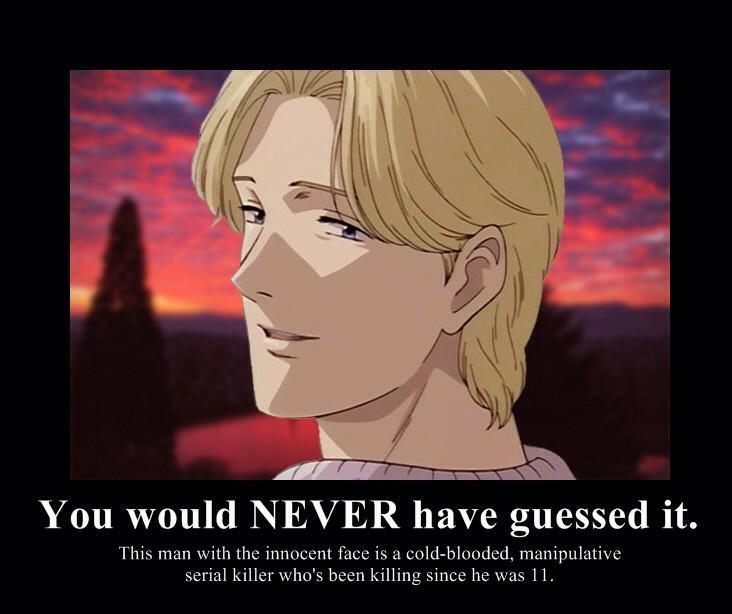 You would NEVER have guessed it.
This man with the innocent face is a cold-blooded, manipulative
serial killer who's been killing since he was 11.